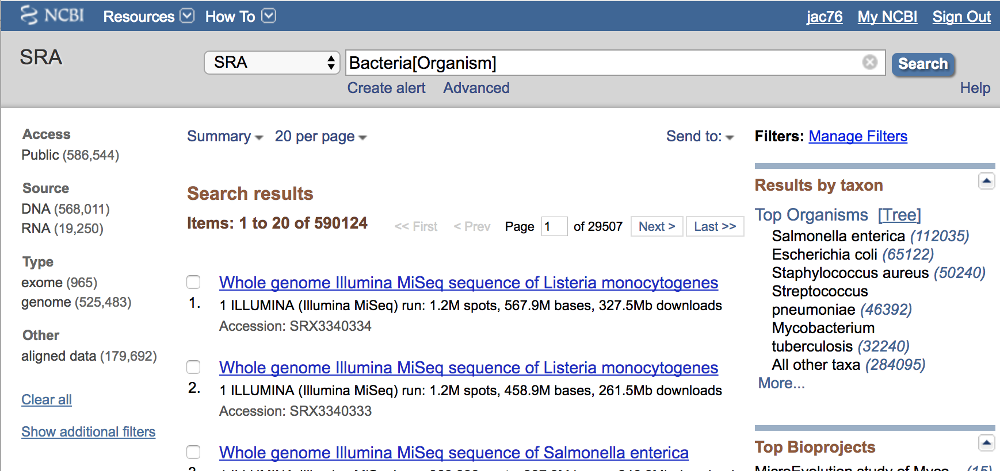 NCBI Resources How To jac76 My NCBI Sign Out
SRA
SRA
Bacteria[Organism]
Search
Create alert Advanced
Help
Access
Public (586,544)
Source
DNA (568,011)
RNA (19,250)
Type
exome (965)
genome (525,483)
Other
aligned data (179,692)
Clear all
Show additional filters
Summary 20 per page Send to:
Search results
Items: 1 to 20 of 590124
<< First < Prev Page 1 of 29507 Next > Last >>
Whole genome Illumina MiSeq sequence of Listeria monocytogenes
1. 1 ILLUMINA (Illumina MiSeq) run: 1.2M spots, 567.9M bases, 327.5Mb downloads
Accession: SRX3340334
Whole genome Illumina MiSeq sequence of Listeria monocytogenes
2. 1 ILLUMINA (Illumina MiSeq) run: 1.2M spots, 458.9M bases, 261.5Mb downloads
Accession: SRX3340333
Whole genome Illumina MiSeq sequence of Salmonella enterica
Filters: Manage Filters
Results by taxon
Top Organisms [Tree]
Salmonella enterica (112035)
Escherichia coli (65122)
Staphylococcus aureus (50240)
Streptococcus
pneumoniae (46392)
Mycobacterium
tuberculosis (32240)
All other taxa (284095)
More...
Top Bioprojects
MicroEvolution study of Myco (15)